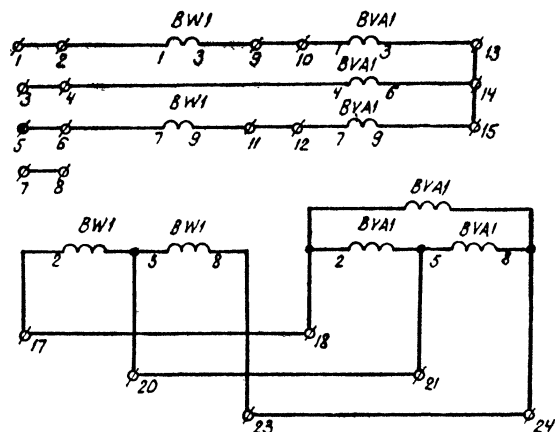 BW1 BVA1
1 2 1 3 9 10 1 3 13
BVA1
3 4 4 6 14
BW1 BVA1
5 6 7 9 11 12 7 9 15
7 8
BVA1
BW1 BW1 BVA1 BVA1
2 5 8 2 5 8
17 18
20 21
23 24